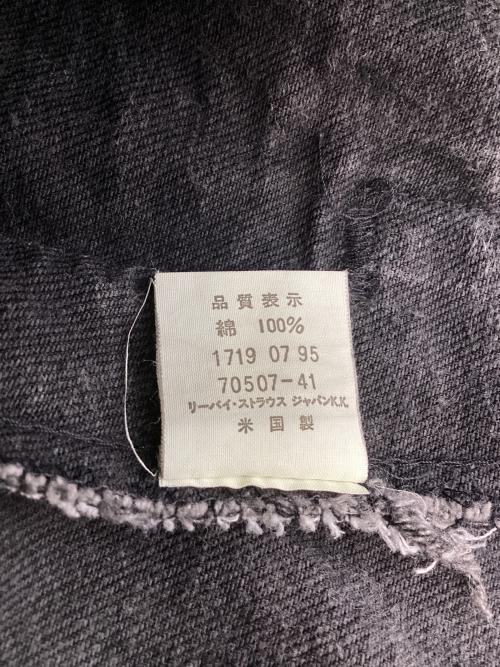 品質表示
綿 100%
1719 07 95
70507-41
リーバイ・ストラウス ジャパンK.K.
米国製